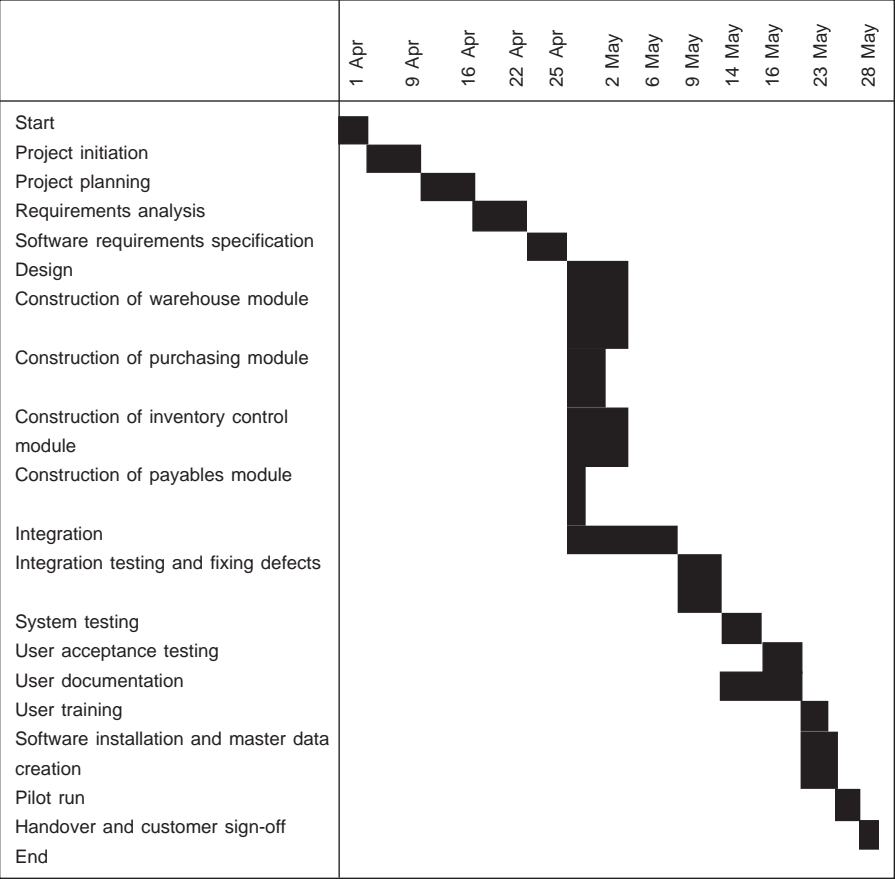 1 Apr
9 Apr
16 Apr
22 Apr
25 Apr
2 May
6 May
9 May
14 May
16 May
23 May
28 May
Start
Project initiation
Project planning
Requirements analysis
Software requirements specification
Design
Construction of warehouse module
Construction of purchasing module
Construction of inventory control
module
Construction of payables module
Integration
Integration testing and fixing defects
System testing
User acceptance testing
User documentation
User training
Software installation and master data
creation
Pilot run
Handover and customer sign-off
End